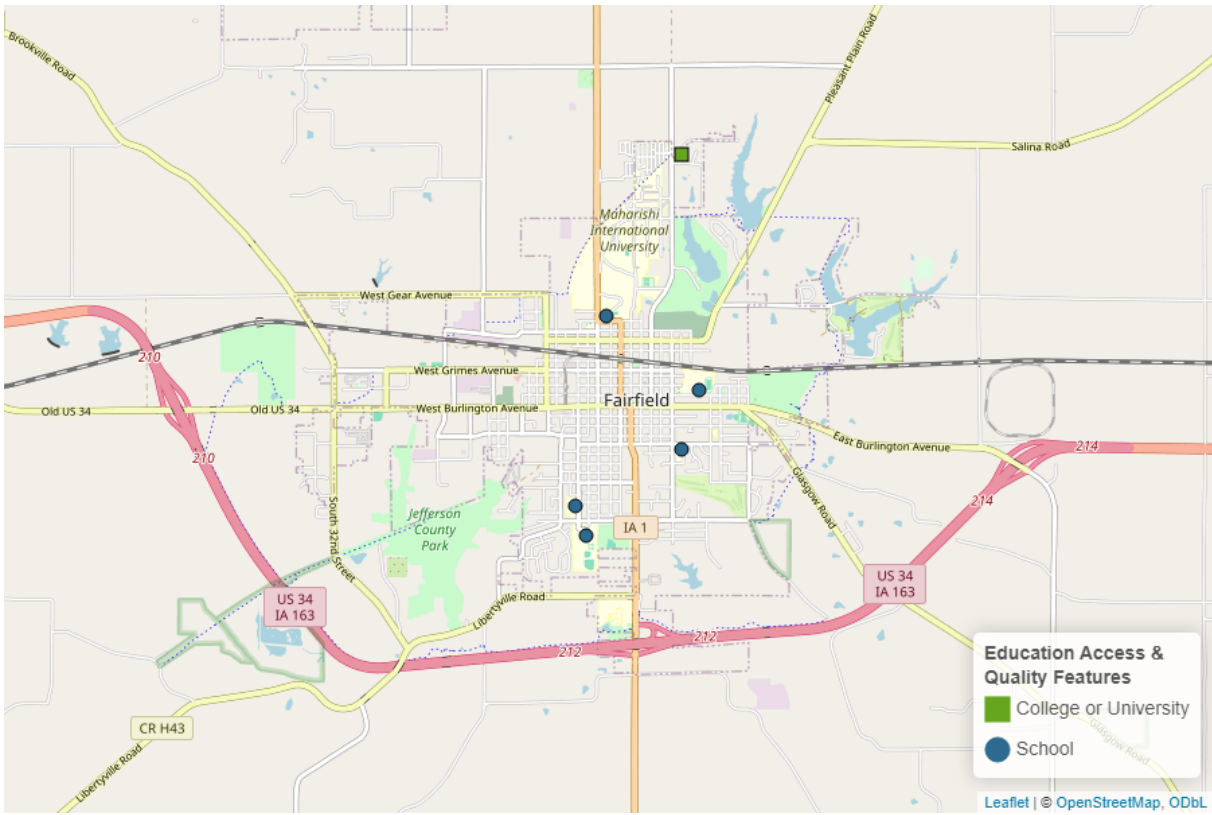 Brookville Road
Pleasant Plain Road
Salina Road
Maharishi
International
University
West Gear Avenue
210
West Grimes Avenue
Fairfield
Old US 34
Old US 34
West Burlington Avenue
East Burlington Avenue
214
210
214
Glasgow Road
South 32nd Street
Jefferson
County
Park
IA 1
US 34
IA 163
US 34
IA 163
Libertyville Road
212
212
CR H43
Libertyville Road
Glasgow Road
Education Access &
Quality Features
College or University
School
Leaflet | © OpenStreetMap, ODbL